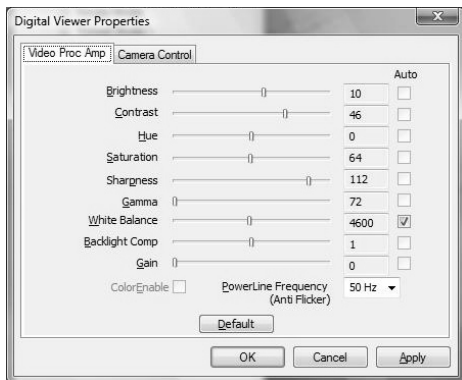 Digital Viewer Properties
Video Proc Amp Camera Control
Auto
Brightness 10
Contrast 46
Hue 0
Saturation 64
Sharpness 112
Gamma 72
White Balance 4600
Backlight Comp 1
Gain 0
ColorEnable PowerLine Frequency 50 Hz
(Anti Flicker)
Default
OK Cancel Apply